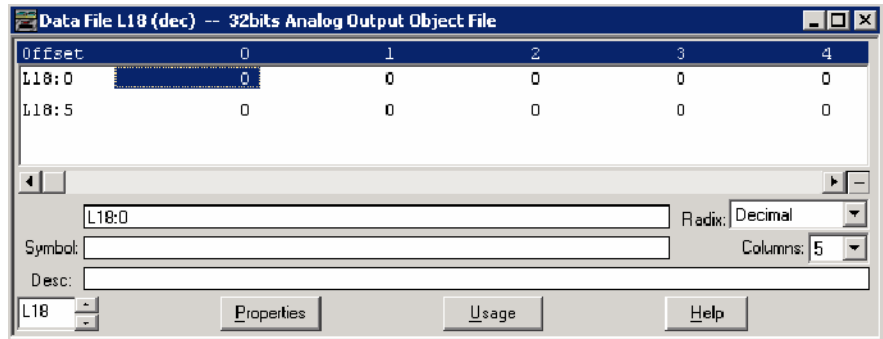 Data File L18 (dec) -- 32bits Analog Output Object File
Offset 0 1 2 3 4
L18:0 0 0 0 0 0
L18:5 0 0 0 0 0
L18:0
Radix: Decimal
Symbol:
Columns: 5
Desc:
L18 Properties Usage Help